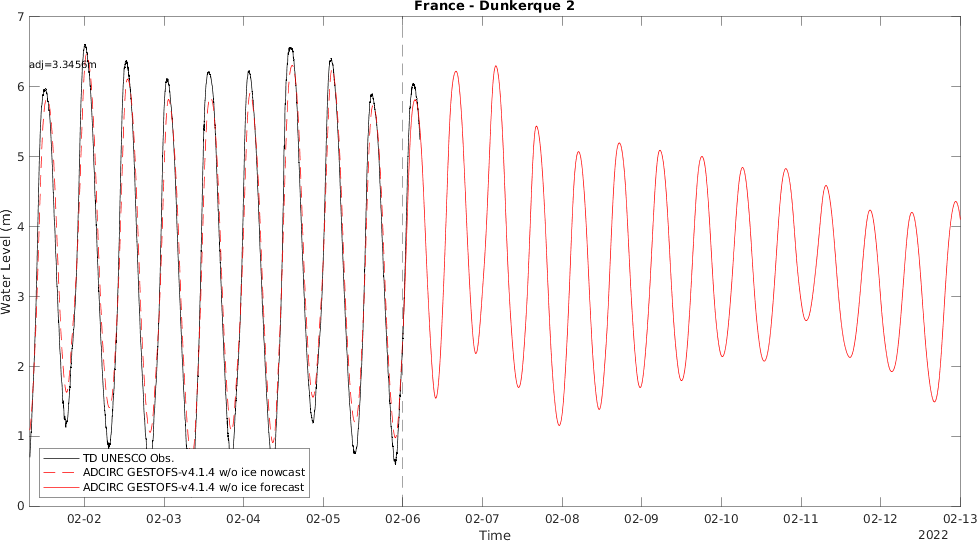 France - Dunkerque 2
adj=3.3456m
7
6
5
4
3
2
1
0
Water Level (m)
TD UNESCO Obs.
ADCIRC GESTOFS-v4.1.4 w/o ice nowcast
ADCIRC GESTOFS-v4.1.4 w/o ice forecast
02-02 02-03 02-04 02-05 02-06 02-07 02-08 02-09 02-10 02-11 02-12 02-13
Time
2022